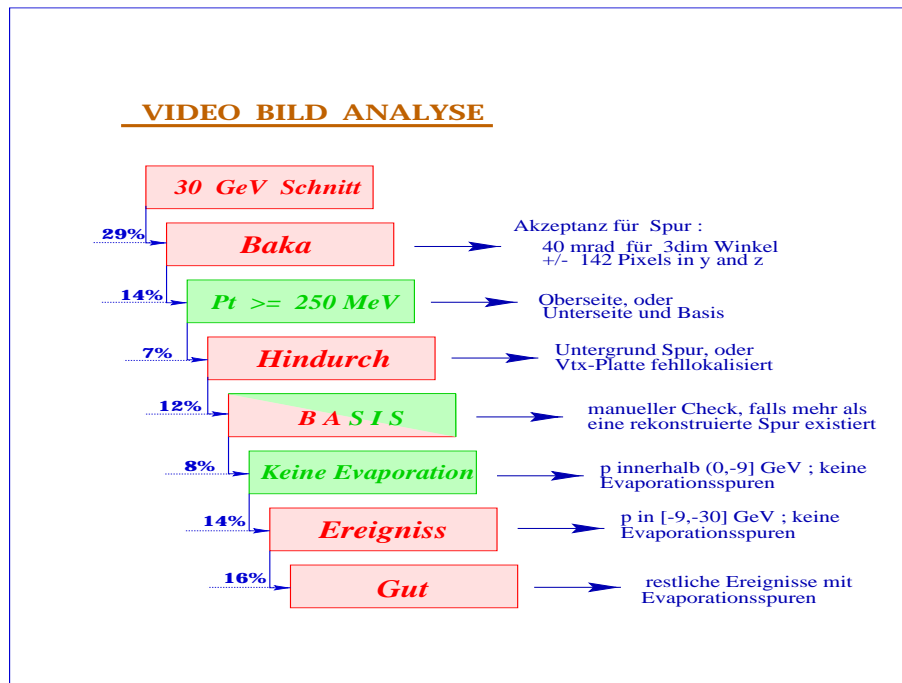 VIDEO BILD ANALYSE
30 GeV Schnitt
29%
Baka
Akzeptanz für Spur :
40 mrad für 3dim Winkel
+/- 142 Pixels in y and z
14%
Pt >= 250 MeV
Oberseite, oder
Unterseite und Basis
7%
Hindurch
Untergrund Spur, oder
Vtx-Platte fehllokalisiert
12%
B A S I S
manueller Check, falls mehr als
eine rekonstruierte Spur existiert
8%
Keine Evaporation
p innerhalb (0,-9] GeV ; keine
Evaporationsspuren
14%
Ereigniss
p in [-9,-30] GeV ; keine
Evaporationsspuren
16%
Gut
restliche Ereignisse mit
Evaporationsspuren